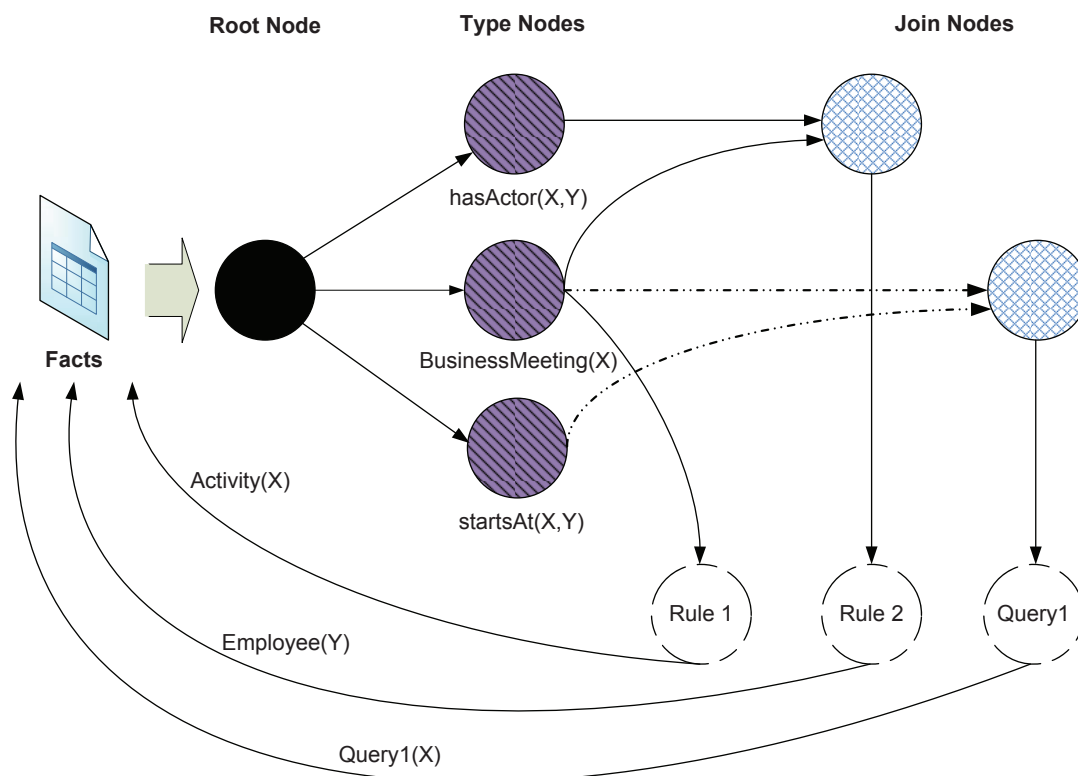 Root Node
Type Nodes
Join Nodes
hasActor(X,Y)
BusinessMeeting(X)
Facts
Activity(X)
startsAt(X,Y)
Rule 1
Rule 2
Query1
Employee(Y)
Query1(X)